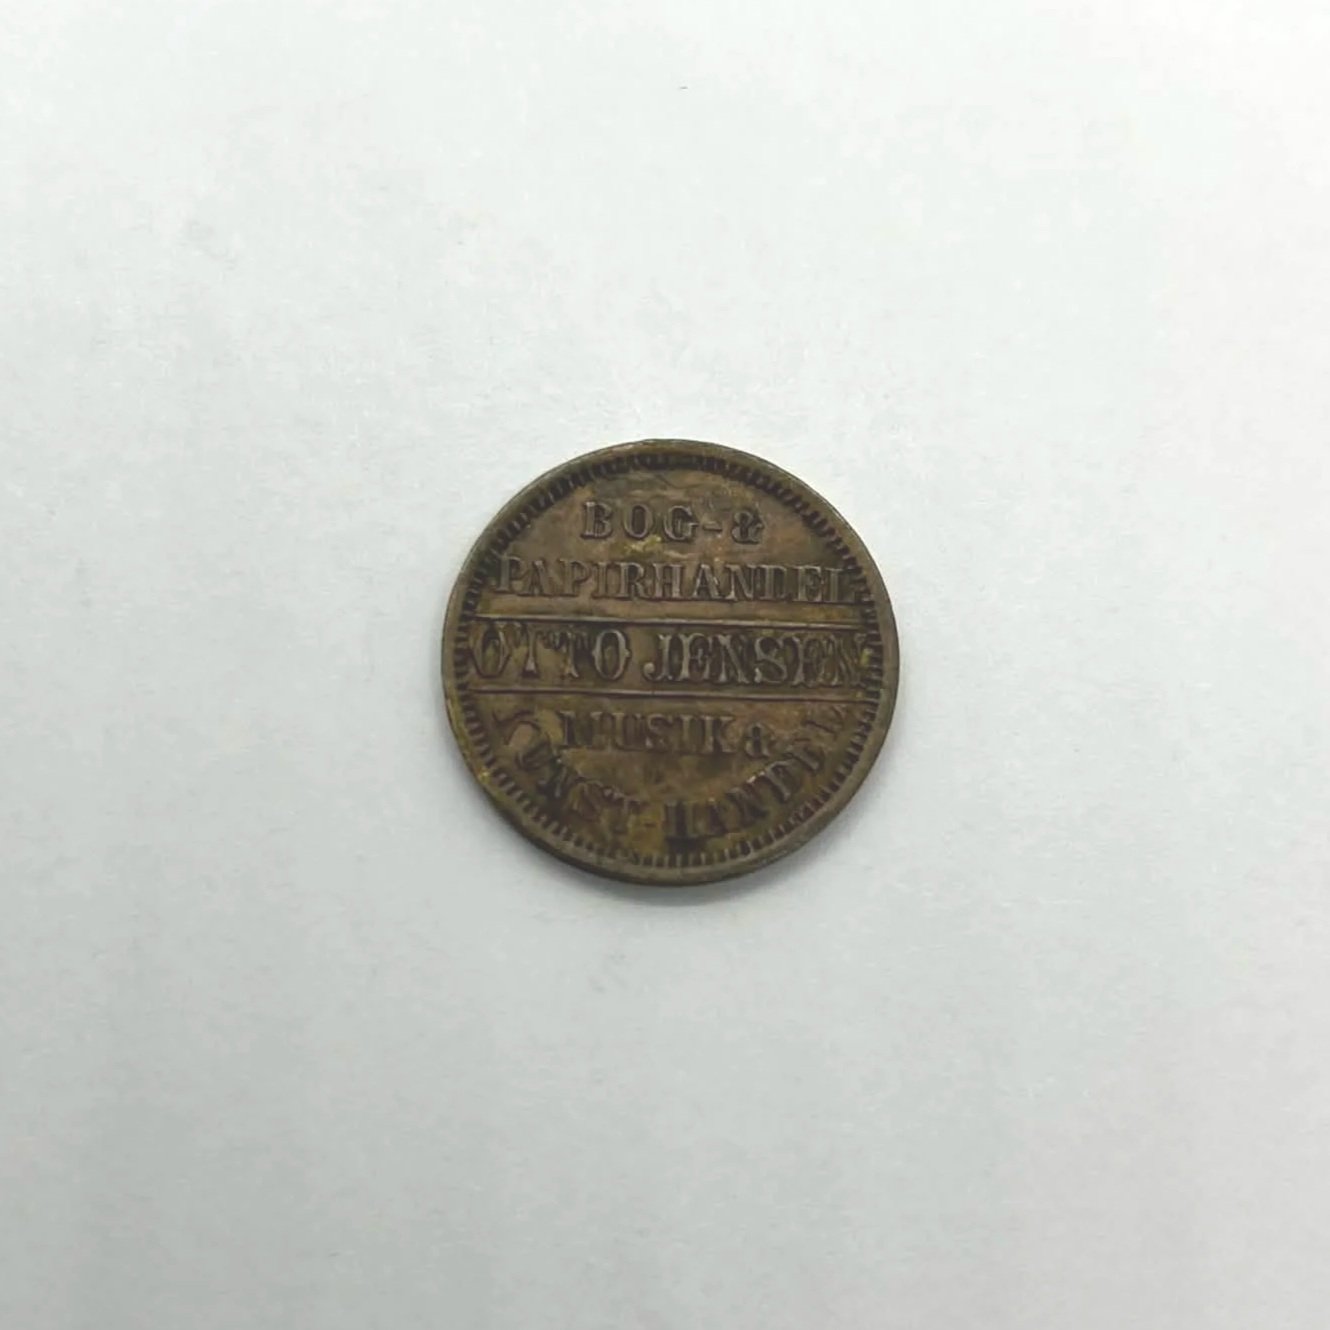 BOG- &
PAPIRHANDEL
OTTO JENSEN
MUSIK &
KUNST-HANDEL